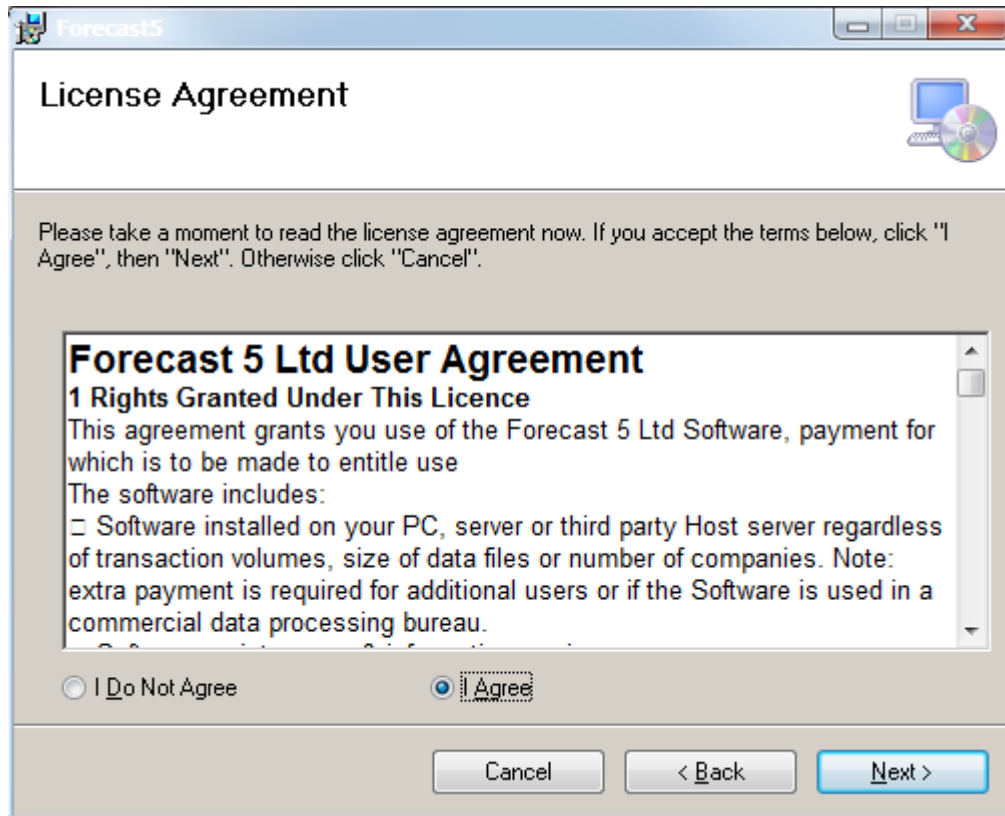 Forecast5
License Agreement
Please take a moment to read the license agreement now. If you accept the terms below, click "I
Agree", then "Next". Otherwise click "Cancel".
Forecast 5 Ltd User Agreement
1 Rights Granted Under This Licence
This agreement grants you use of the Forecast 5 Ltd Software, payment for
which is to be made to entitle use
The software includes:
□ Software installed on your PC, server or third party Host server regardless
of transaction volumes, size of data files or number of companies. Note:
extra payment is required for additional users or if the Software is used in a
commercial data processing bureau.
I Do Not Agree
I Agree
Cancel
< Back
Next >